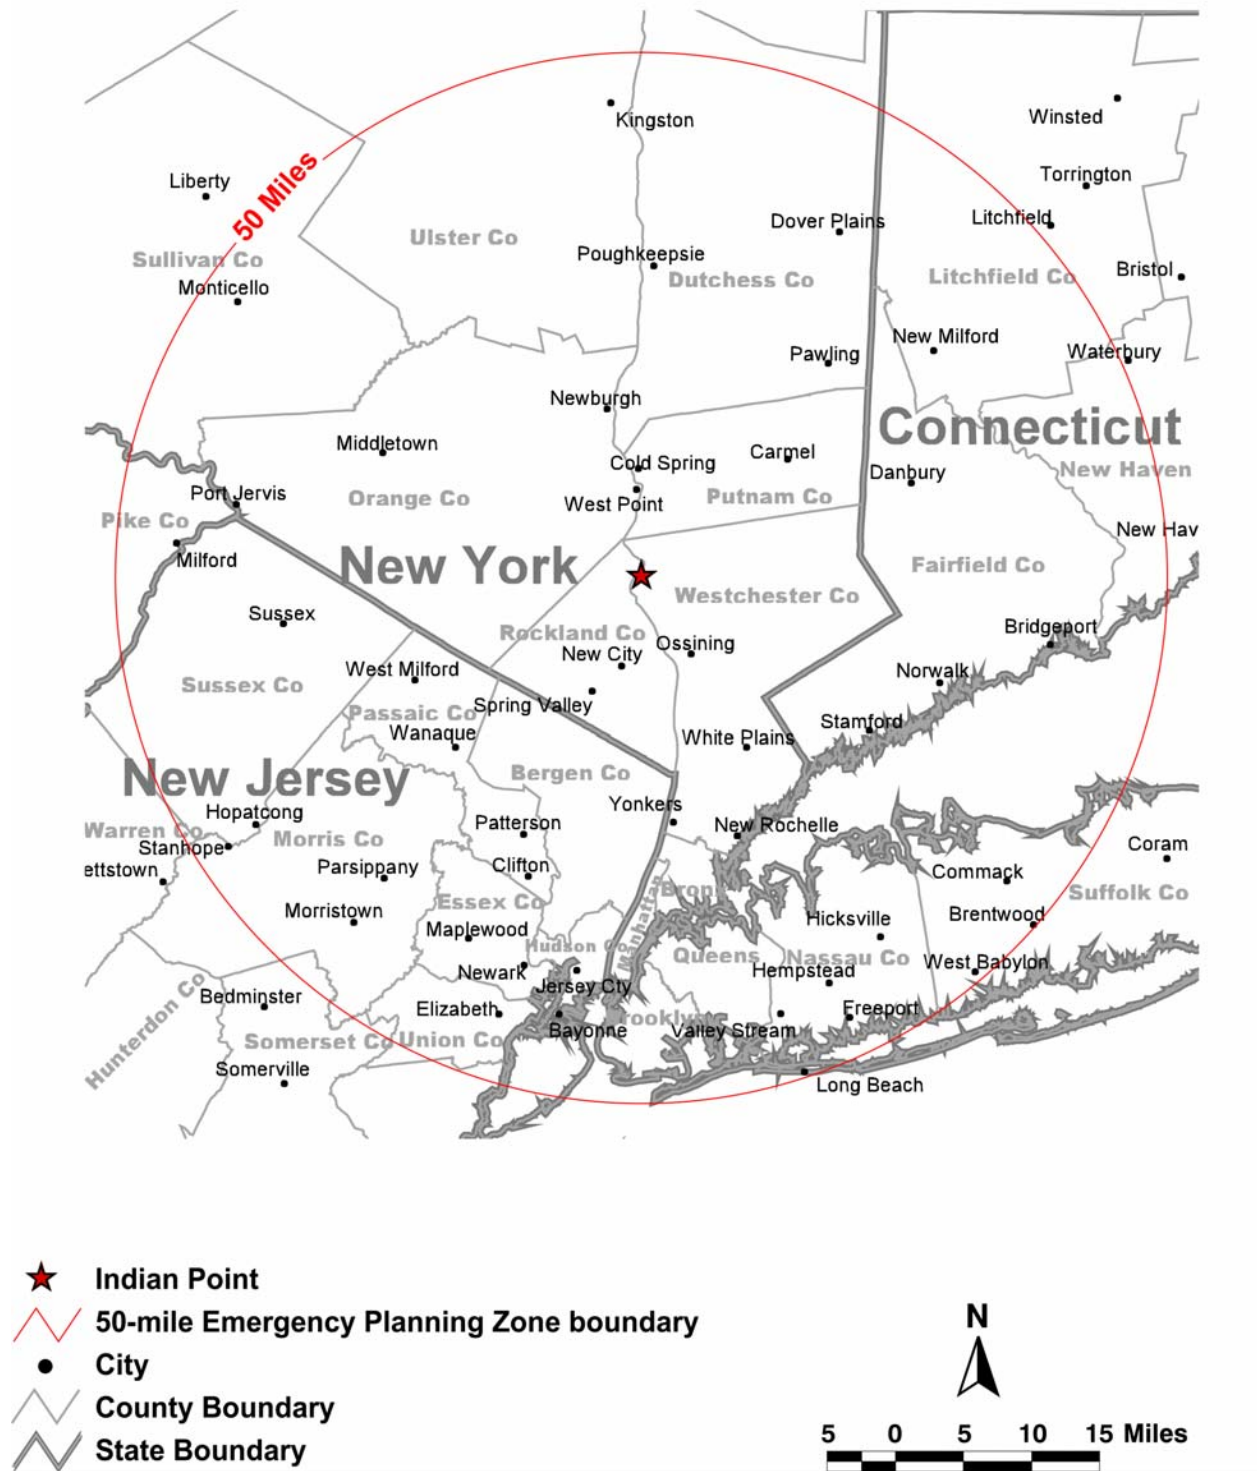 Kingston
Winsted
Torrington
Liberty
50 Miles
Litchfield
Dover Plains
Ulster Co
Sullivan Co
Poughkeepsie
Dutchess Co
Litchfield Co
Bristol
Monticello
New Milford
Pawling
Waterbury
Newburgh
Connecticut
Middletown
Carmel
Cold Spring
Danbury
New Haven
Port Jervis
Orange Co
West Point
Putnam Co
Pike Co
New Hav
Milford
New York
Fairfield Co
Westchester Co
Sussex
Rockland Co
Ossining
Bridgeport
New City
West Milford
Norwalk
Sussex Co
Spring Valley
Passaic Co
Wanaque
Stamford
White Plains
New Jersey
Bergen Co
Yonkers
Hopatcong
Patterson
New Rochelle
Warren Co
Morris Co
Stanhope
Coram
Parsippany
Clifton
ettstown
Commack
Bron
Suffolk Co
Essex Co
Morristown
Hicksville
Brentwood
Maplewood
Manhattan
Hudson Co
Queens
Nassau Co
West Babylon
Newark
Hempstead
Jersey Cty
Hunterdon Co
Bedminster
Elizabeth
Freeport
rooklyn
Bayonne
Valley Stream
Somerset Co
Union Co
Somerville
Long Beach
Indian Point
50-mile Emergency Planning Zone boundary
City
County Boundary
State Boundary
N
5 0 5 10 15 Miles